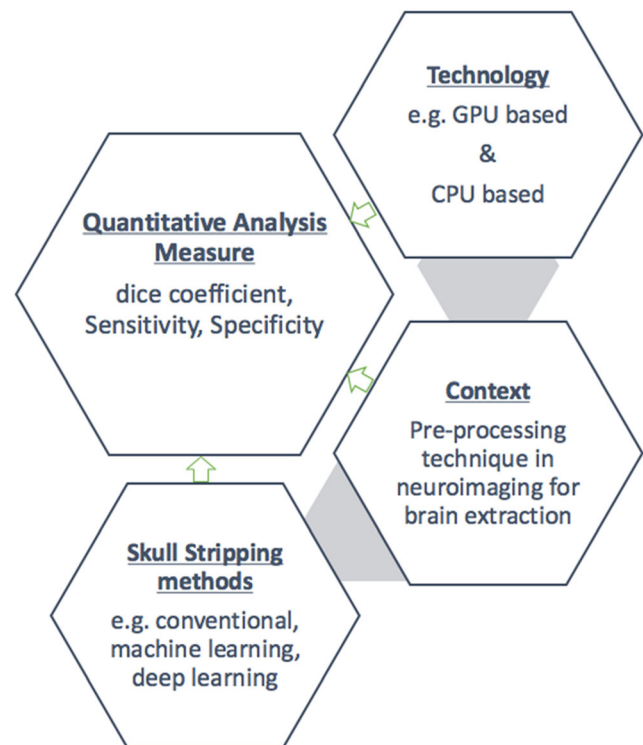 Technology
e.g. GPU based
&
CPU based
Quantitative Analysis
Measure
dice coefficient,
Sensitivity, Specificity
Context
Pre-processing
technique in
neuroimaging for
brain extraction
Skull Stripping
methods
e.g. conventional,
machine learning,
deep learning